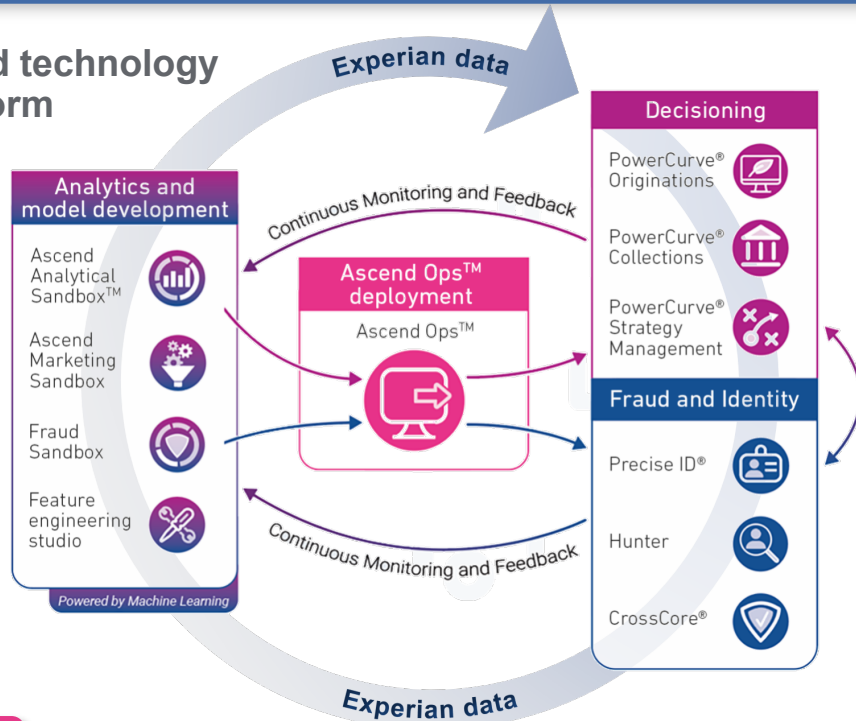 d technology
orm
Experian data
Analytics and
model development
Ascend
Analytical
Sandbox™
Ascend
Marketing
Sandbox
Fraud
Sandbox
Feature
engineering
studio
Powered by Machine Learning
Continuous Monitoring and Feedback
Ascend Ops™
deployment
Ascend Ops™
Continuous Monitoring and Feedback
Decisioning
PowerCurve®
Originations
PowerCurve®
Collections
PowerCurve®
Strategy
Management
Fraud and Identity
Precise ID®
Hunter
CrossCore®
Experian data